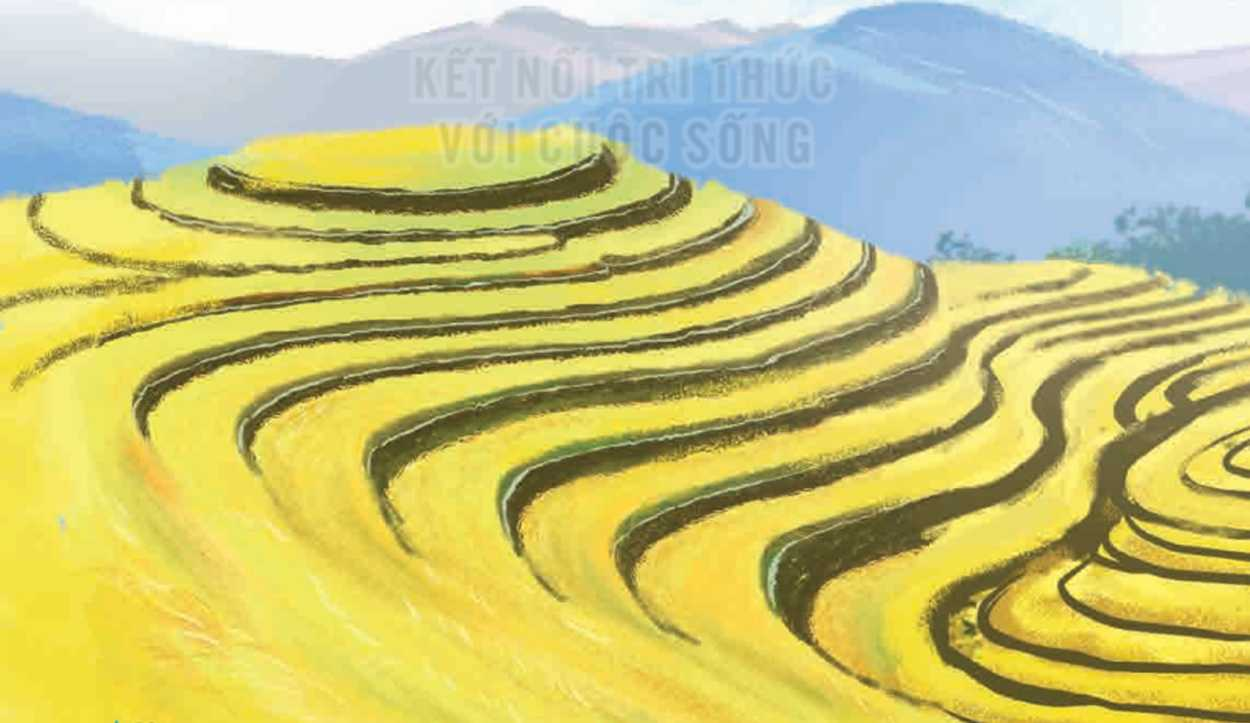 KẾT NỐI TRI THỨC
VỚI CUỘC SỐNG